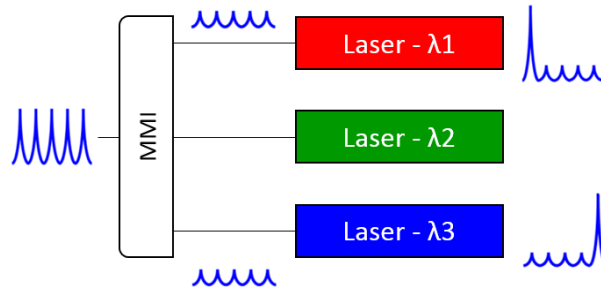 MMI
Laser - λ1
Laser - λ2
Laser - λ3